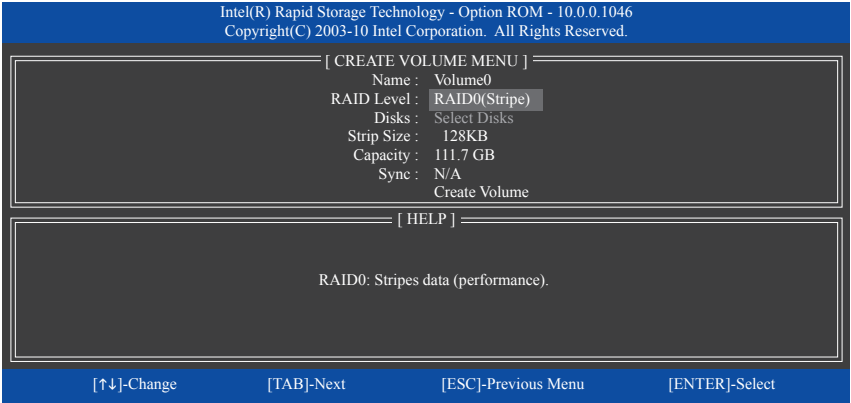 Intel(R) Rapid Storage Technology - Option ROM - 10.0.0.1046
Copyright(C) 2003-10 Intel Corporation. All Rights Reserved.
[ CREATE VOLUME MENU ]
Name : Volume0
RAID Level : RAID0(Stripe)
Disks : Select Disks
Strip Size : 128KB
Capacity : 111.7 GB
Sync : N/A
Create Volume
[ HELP ]
RAID0: Stripes data (performance).
[↑↓]-Change [TAB]-Next [ESC]-Previous Menu [ENTER]-Select